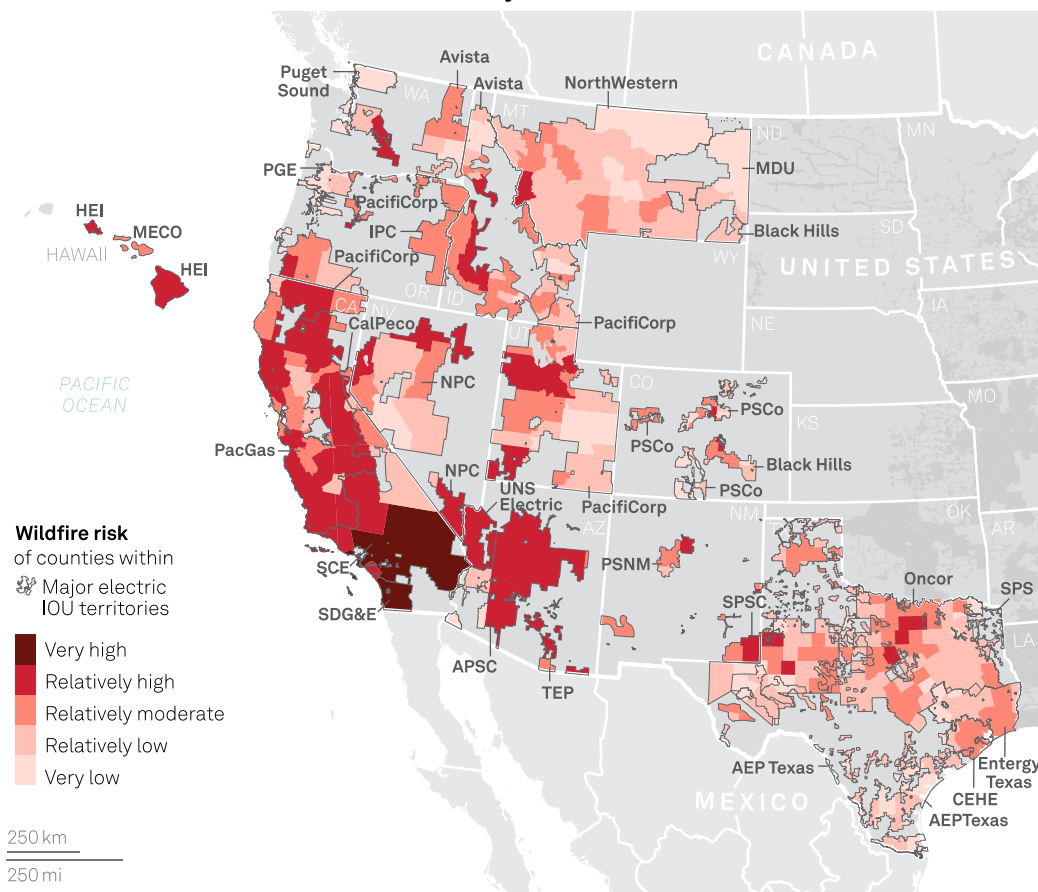 CANADA
Avista
Puget
Sound
Avista
NorthWestern
WA
MT
ND
MN
PGE
MDU
HEI
PacifiCorp
MECO
IPC
Black Hills
SD
HAWAII
PacifiCorp
HEI
WY
UNITED STATES
OR
ID
IA
CA
NV
CalPeco
UT
PacifiCorp
NE
PACIFIC
OCEAN
NPC
CO
MO
PSCo
KS
PSCo
PacGas
Black Hills
NPC
PSCo
UNS
Electric
PacifiCorp
OK
NM
AZ
AR
Wildfire risk
of counties within
Major electric
IOU territories
SCE
PSNM
Oncor
SPS
SDG&E
SPSC
LA
Very high
Relatively high
APSC
TEP
Relatively moderate
Relatively low
Very low
AEP Texas
Entergy
Texas
MEXICO
CEHE
AEPTexas
250 km
250 mi